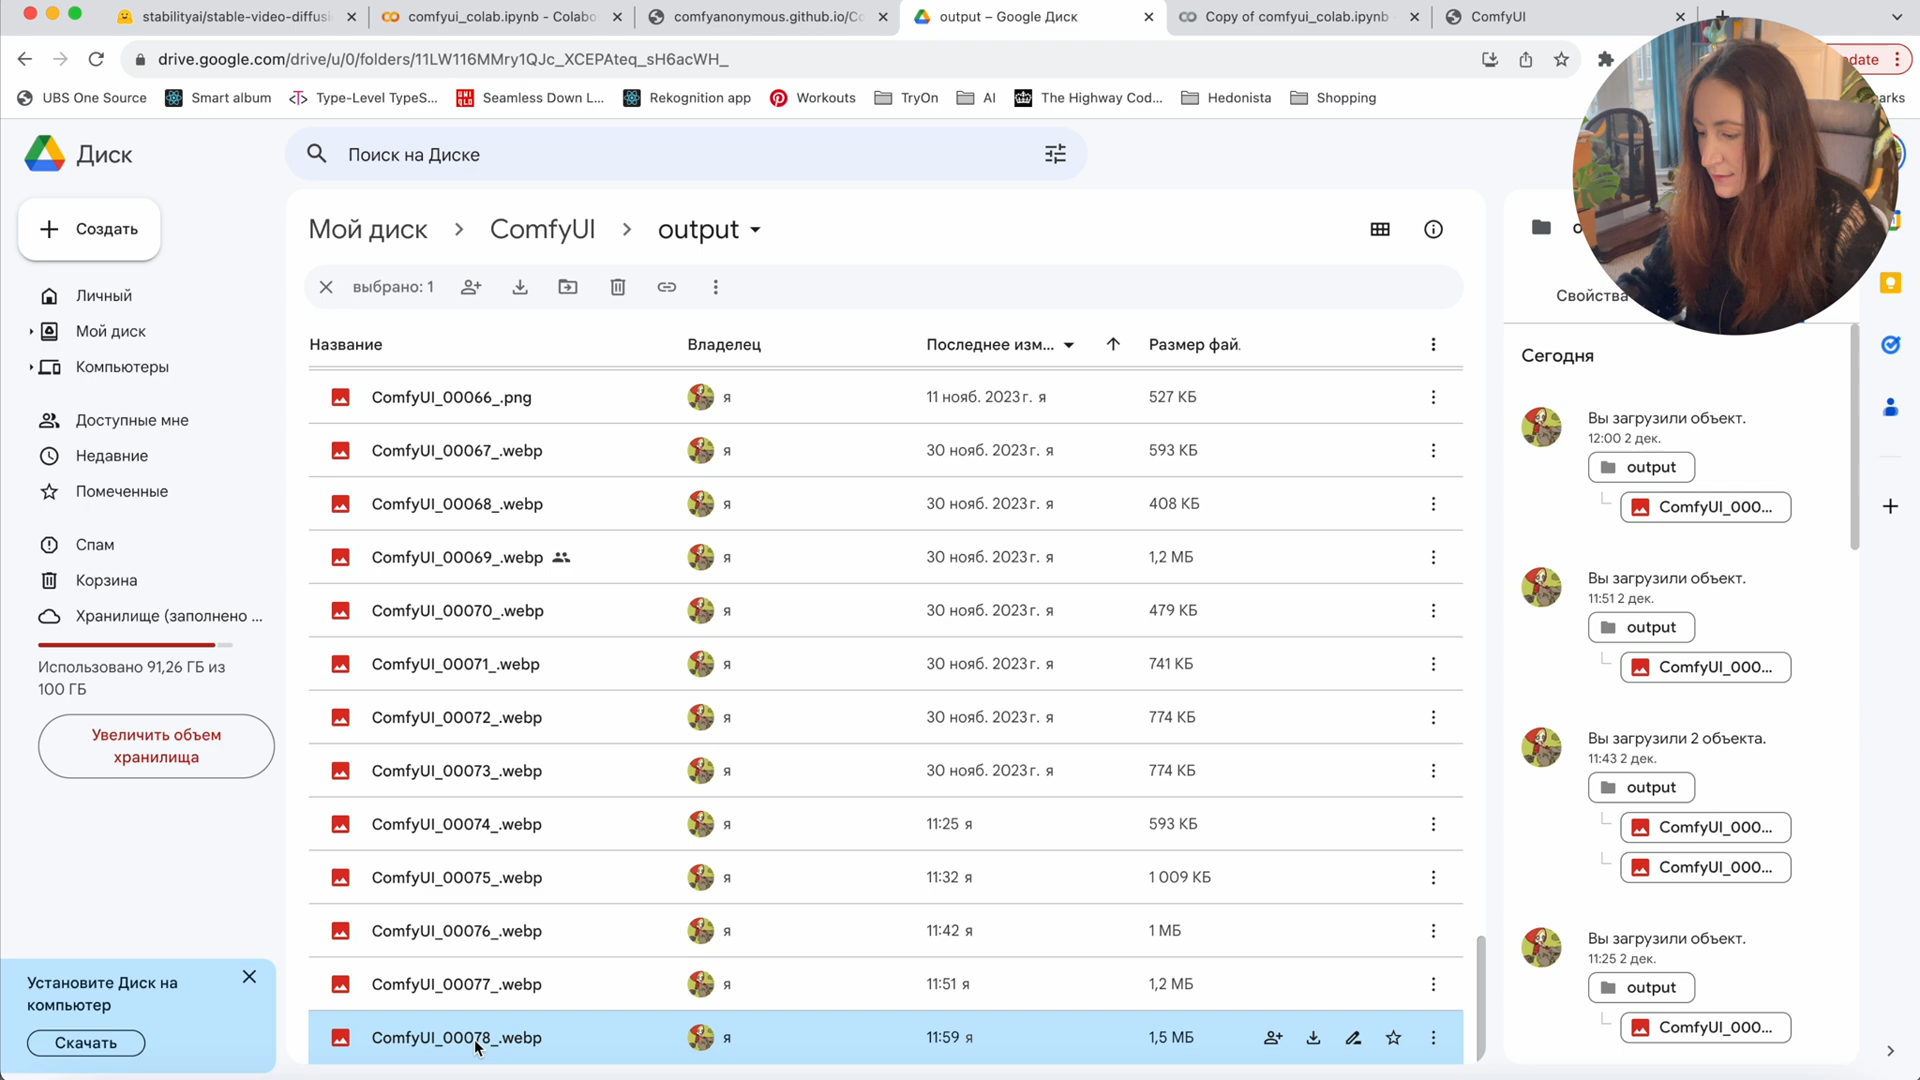 stabilityai/stable-video-diffusi
comfyui_colab.ipynb - Colabo
comfyanonymous.github.io/Co
output – Google Диск
Copy of comfyui_colab.ipynb
ComfyUI
drive.google.com/drive/u/0/folders/11LW116MMry1QJc_XCEPAteq_sH6acWH_
date
UBS One Source
Smart album
Type-Level TypeS...
Seamless Down L...
Rekognition app
Workouts
TryOn
AI
The Highway Cod...
Hedonista
Shopping
arks
Диск
Поиск на Диске
Создать
Личный
Мой диск
Компьютеры
Доступные мне
Недавние
Помеченные
Спам
Корзина
Хранилище (заполнено ...
Использовано 91,26 ГБ из
100 ГБ
Увеличить объем
хранилища
Установите Диск на
компьютер
Скачать
Мой диск > ComfyUI > output
выбрано: 1
Название Владелец Последнее изм... Размер фай.
ComfyUI_00066_.png я 11 нояб. 2023 г. я 527 КБ
ComfyUI_00067_.webp я 30 нояб. 2023 г. я 593 КБ
ComfyUI_00068_.webp я 30 нояб. 2023 г. я 408 КБ
ComfyUI_00069_.webp я 30 нояб. 2023 г. я 1,2 МБ
ComfyUI_00070_.webp я 30 нояб. 2023 г. я 479 КБ
ComfyUI_00071_.webp я 30 нояб. 2023 г. я 741 КБ
ComfyUI_00072_.webp я 30 нояб. 2023 г. я 774 КБ
ComfyUI_00073_.webp я 30 нояб. 2023 г. я 774 КБ
ComfyUI_00074_.webp я 11:25 я 593 КБ
ComfyUI_00075_.webp я 11:32 я 1 009 КБ
ComfyUI_00076_.webp я 11:42 я 1 МБ
ComfyUI_00077_.webp я 11:51 я 1,2 МБ
ComfyUI_00078_.webp я 11:59 я 1,5 МБ
Свойства
Сегодня
Вы загрузили объект.
12:00 2 дек.
output
ComfyUI_000...
Вы загрузили объект.
11:51 2 дек.
output
ComfyUI_000...
Вы загрузили 2 объекта.
11:43 2 дек.
output
ComfyUI_000...
ComfyUI_000...
Вы загрузили объект.
11:25 2 дек.
output
ComfyUI_000...